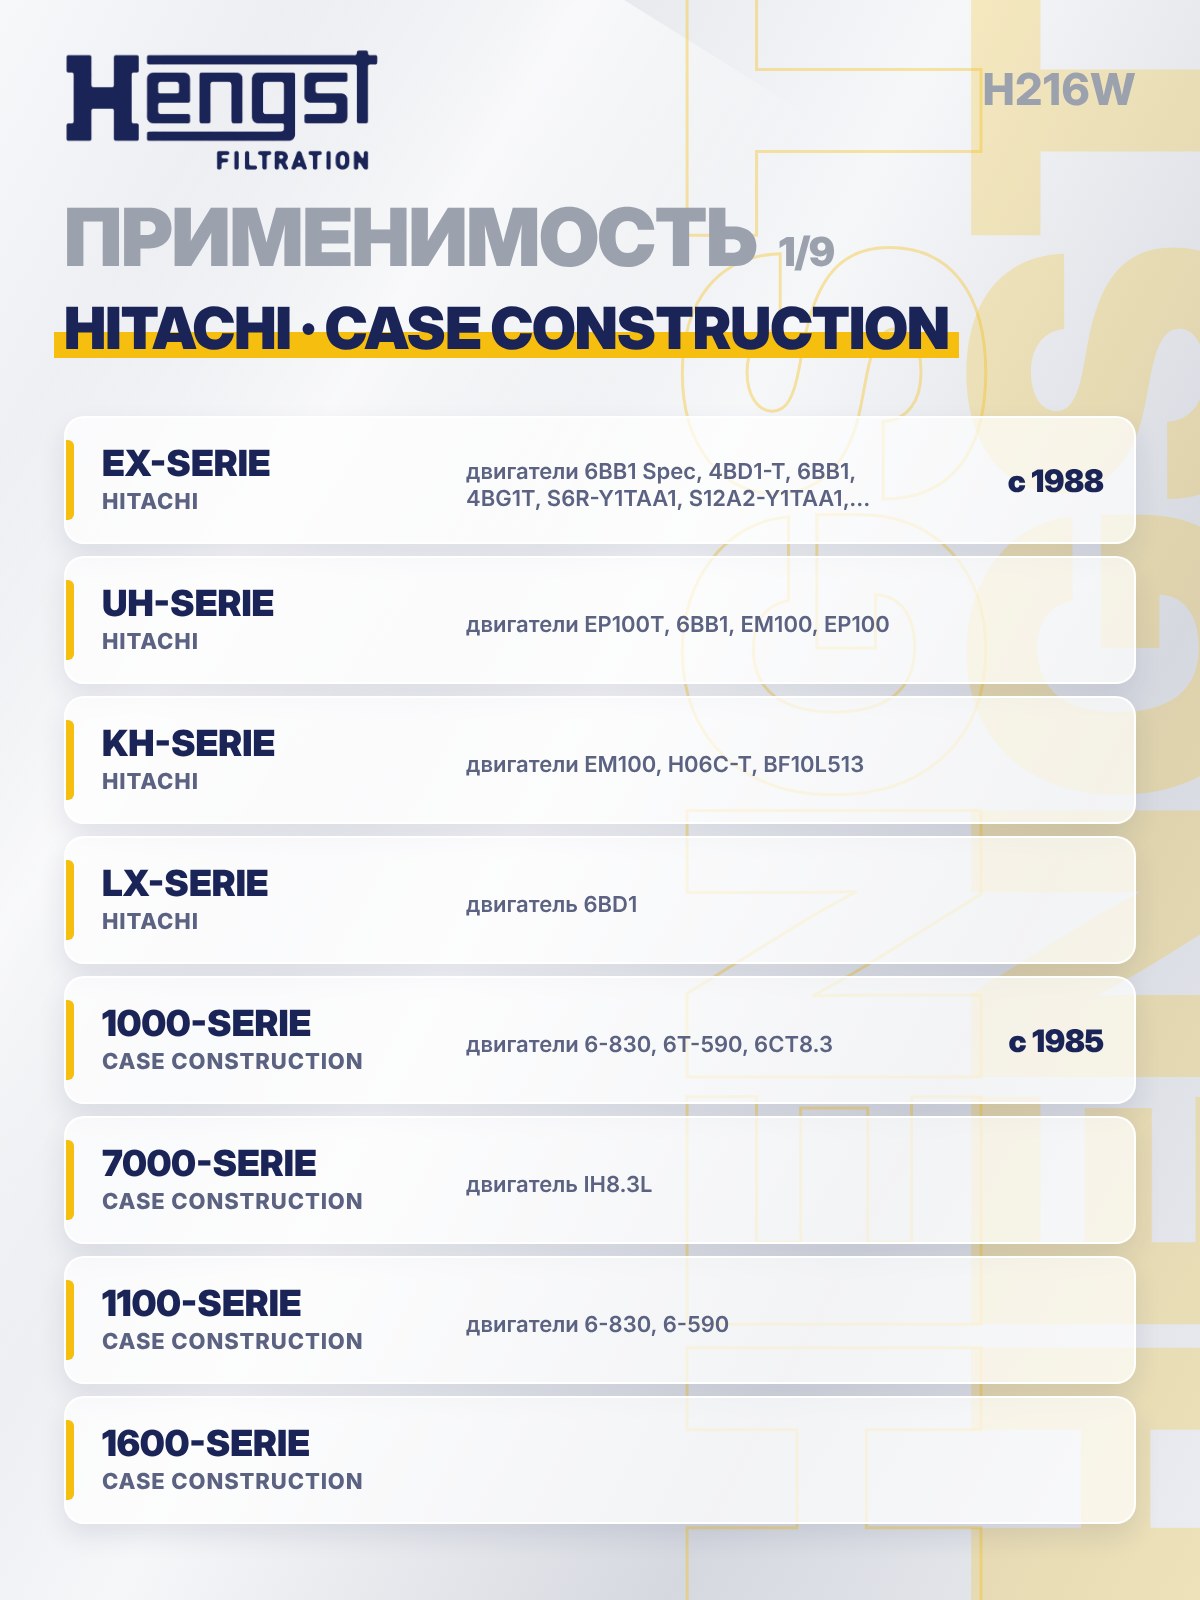 Hengst
FILTRATION
H216W
ПРИМЕНИМОСТЬ 1/9
HITACHI · CASE CONSTRUCTION
EX-SERIE
HITACHI
двигатели 6BB1 Spec, 4BD1-T, 6BB1,
4BG1T, S6R-Y1TAA1, S12A2-Y1TAA1,...
с 1988
UH-SERIE
HITACHI
двигатели EP100T, 6BB1, EM100, EP100
KH-SERIE
HITACHI
двигатели EM100, H06C-T, BF10L513
LX-SERIE
HITACHI
двигатель 6BD1
1000-SERIE
CASE CONSTRUCTION
двигатели 6-830, 6T-590, 6CT8.3
с 1985
7000-SERIE
CASE CONSTRUCTION
двигатель IH8.3L
1100-SERIE
CASE CONSTRUCTION
двигатели 6-830, 6-590
1600-SERIE
CASE CONSTRUCTION
HENGST
HENGST